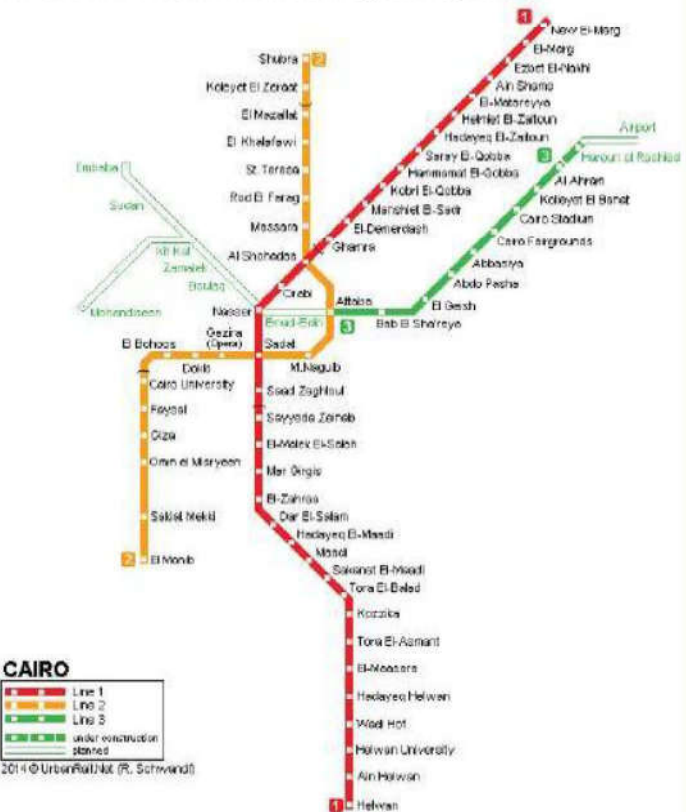 1
New El-Marg
El-Marg
Ezbet El-Nakhl
Ain Shams
El-Matareyya
Helmiet El-Zaitoun
Hadayeq El-Zaitoun
Saray El-Qobba
Hammamat El-Qobba
Kobri El-Qobba
Manshiet El-Sadr
El-Demerdash
Ghamra
Al Shohadaa
Orabi
Nasser
Sadat
Saad Zaghloul
Sayyeda Zeinab
El-Malek El-Saleh
Mar Girgis
El-Zahraa
Dar El-Salam
Hadayeq El-Maadi
Maadi
Sakanat El-Maadi
Tora El-Balad
Kozzika
Tora El-Asmant
El-Maasara
Hadayeq Helwan
Wadi Hof
Helwan University
Ain Helwan
1 Helwan
Shubra 2
Koleyet El Zeraat
El Mazallat
El Khalafawi
St. Teresa
Rod El Farag
Massara
Attaba
M.Naguib
Gezira
(Opera)
Dokki
El Bohoos
Cairo University
Faysal
Giza
Omm el Misryeen
Sakiat Mekki
2 El Monib
Airport
3
Haroun el Rashied
Al Ahram
Koleyet El Banat
Cairo Stadium
Cairo Fairgrounds
Abbasiya
Abdo Pasha
El Geish
Bab El Sha'reya
3
Embaba
Sudan
Kit Kat
Zamalek
Boulaq
Mohandiseen
CAIRO
Line 1
Line 2
Line 3
under construction
planned
2014 © UrbanRail.Net (R. Schwandl)